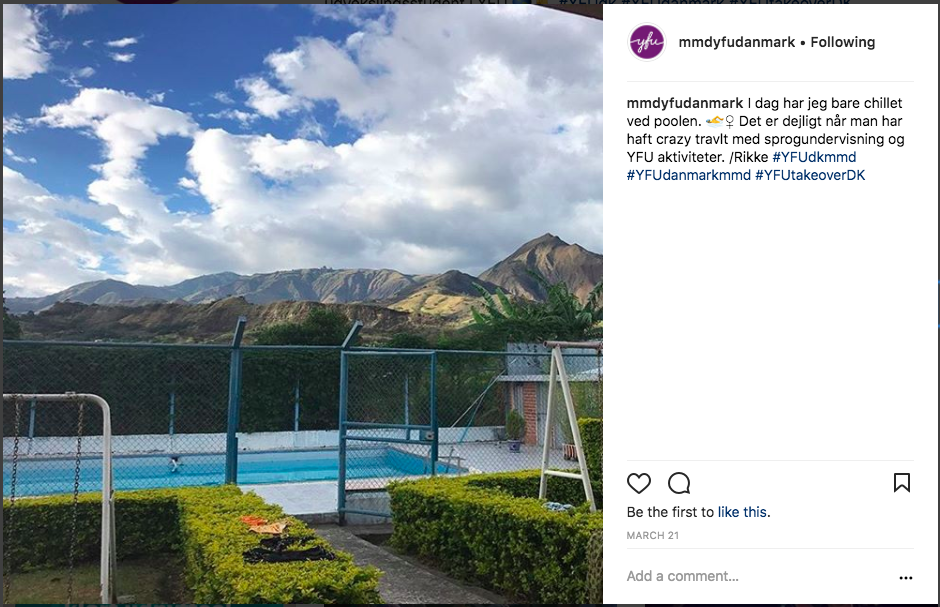 yfu
mmdyfudanmark • Following
mmdyfudanmark I dag har jeg bare chillet
ved poolen. 🏊♀ Det er dejligt når man har
haft crazy travlt med sprogundervisning og
YFU aktiviteter. /Rikke #YFUdkmmd
#YFUdanmarkmmd #YFUtakeoverDK
Be the first to like this.
MARCH 21
Add a comment...